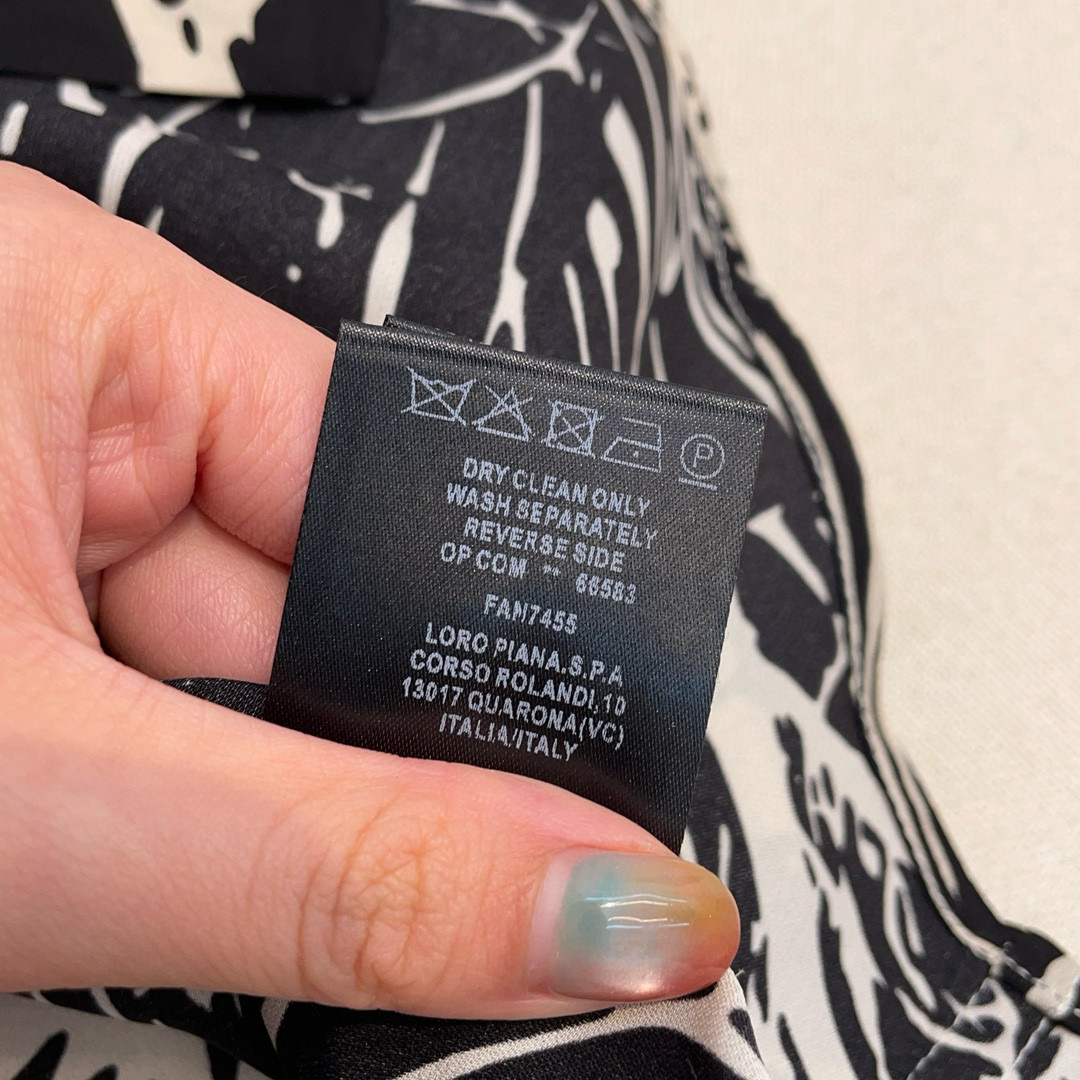 P
DRY CLEAN ONLY
WASH SEPARATELY
REVERSE SIDE
OP COM ** 66583
FAN7455
LORO PIANA.S.P.A
CORSO ROLANDI,10
13017 QUARONA(VC)
ITALIA/ITALY